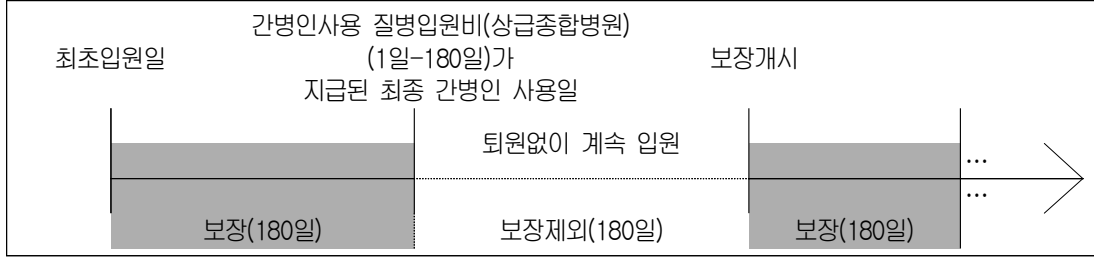 간병인사용 질병입원비(상급종합병원)
최초입원일 (1일-180일)가 보장개시
지급된 최종 간병인 사용일
퇴원없이 계속 입원
...
...
보장(180일) 보장제외(180일) 보장(180일)